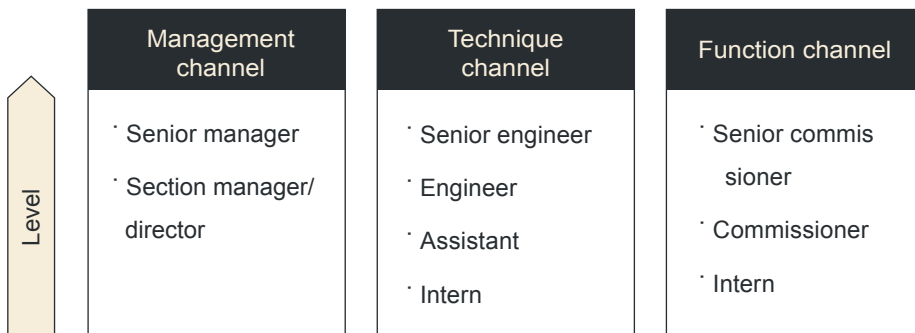 Management
channel
Technique
channel
Function channel
Level
˙ Senior manager
˙ Section manager/
director
˙ Senior engineer
˙ Engineer
˙ Assistant
˙ Intern
˙ Senior commis
sioner
˙ Commissioner
˙ Intern